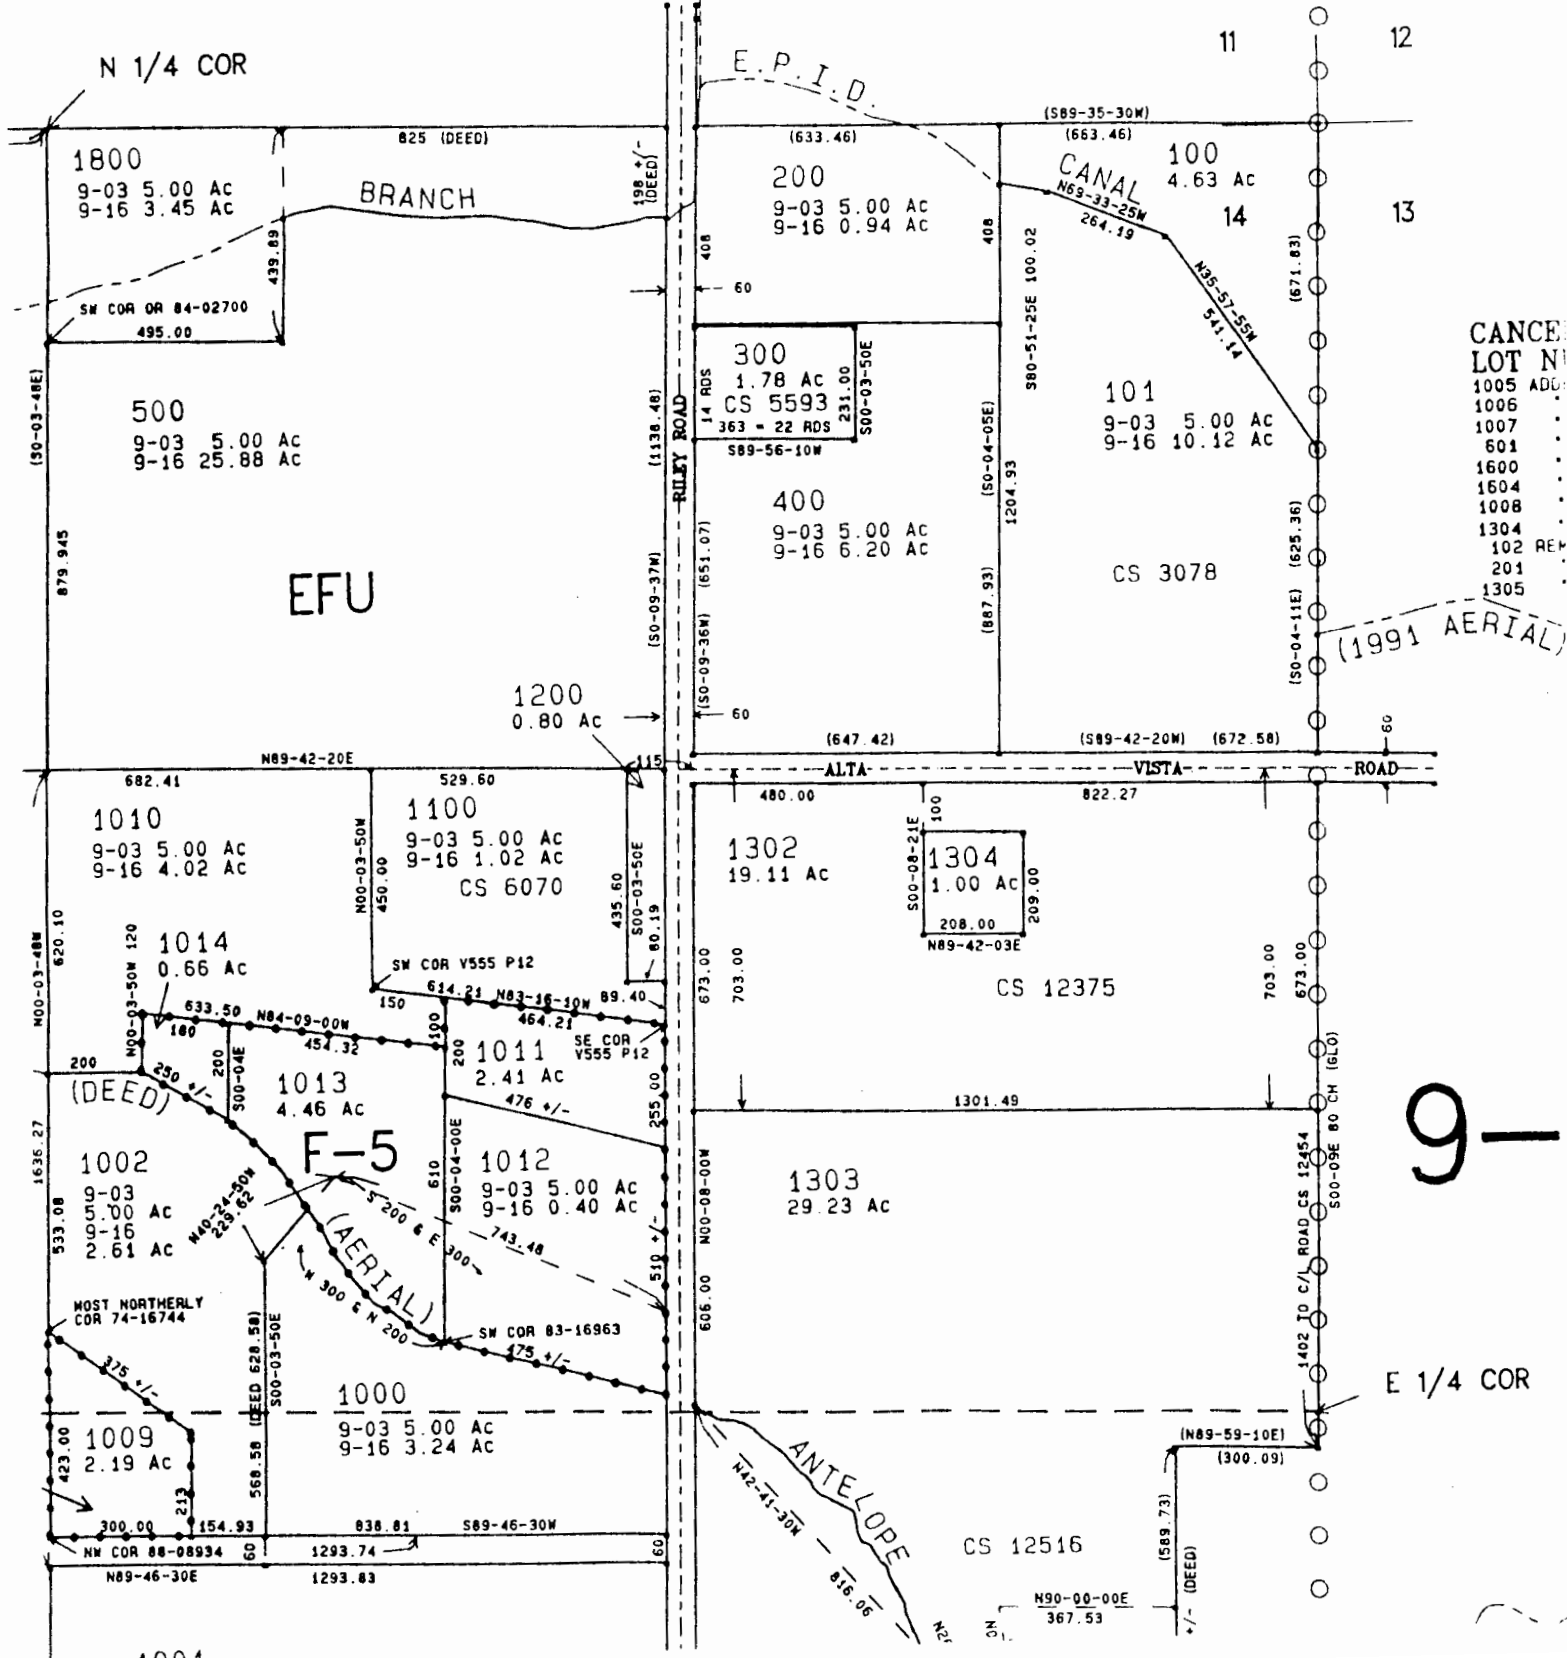 N 1/4 COR
11
12
E.P.I.D.
(S89-35-30W)
825 (DEED)
(633.46)
(663.46)
1800
9-03 5.00 Ac
9-16 3.45 Ac
BRANCH
198 +/-
(DEED)
200
9-03 5.00 Ac
9-16 0.94 Ac
CANAL
N69-33-25W
264.19
100
4.63 Ac
14
13
439.89
408
408
S80-51-25E 100.02
(671.83)
60
SW COR OR 84-02700
495.00
N35-57-55W
541.14
CANCE
LOT N
1005 ADD
1006
1007
601
1600
1604
1008
1304
102 REM
201
1305
300
1.78 Ac
CS 5593
363 = 22 RDS
14 RDS
231.00
S00-03-50E
S89-56-10W
(S0-03-48E)
500
9-03 5.00 Ac
9-16 25.88 Ac
(1138.48)
RILEY ROAD
101
9-03 5.00 Ac
9-16 10.12 Ac
400
9-03 5.00 Ac
9-16 6.20 Ac
(S0-04-05E)
1204.93
879.945
EFU
(S0-09-37W)
(651.07)
(S0-09-36W)
(887.93)
CS 3078
(625.36)
(S0-04-11E)
(1991 AERIAL)
1200
0.80 Ac
60
(647.42)
(S89-42-20W)
(672.58)
60
N89-42-20E
115
ALTA VISTA ROAD
682.41
529.60
480.00
822.27
1010
9-03 5.00 Ac
9-16 4.02 Ac
N00-03-50W
450.00
1100
9-03 5.00 Ac
9-16 1.02 Ac
CS 6070
435.60
S00-03-50E
80.19
1302
19.11 Ac
S00-08-21E
100
1304
1.00 Ac
209.00
208.00
N89-42-03E
N00-03-48W
620.10
N00-03-50W 120
1014
0.66 Ac
SW COR V555 P12
614.21 N83-16-10W
150
464.21
89.40
673.00
703.00
CS 12375
703.00
673.00
633.50 N84-09-00W
180
454.32
100
200
SE COR
V555 P12
200
(DEED)
250 +/-
200
S00-04E
1013
4.46 Ac
1011
2.41 Ac
476 +/-
255.00
1301.49
S00-09E 80 CH (GLO)
9-
1636.27
F-5
1002
9-03
5.00 Ac
9-16
2.61 Ac
533.08
N40-24-50W
229.62
S 200 & E 300
743.48
610
S00-04-00E
1012
9-03 5.00 Ac
9-16 0.40 Ac
510 +/-
N00-08-00W
606.00
1303
29.23 Ac
1402 TO C/L ROAD CS 12454
(AERIAL)
W 300 & N 200
MOST NORTHERLY
COR 74-16744
SW COR 83-16963
475 +/-
375 +/-
568.58 (DEED 628.58)
S00-03-50E
1000
9-03 5.00 Ac
9-16 3.24 Ac
E 1/4 COR
1009
2.19 Ac
423.00
213
ANTELOPE
N42-41-30W
816.06
(N89-59-10E)
(300.09)
(589.73)
+/- (DEED)
300.00
154.93
838.81
S89-46-30W
NW COR 88-08934
60
1293.74
60
N89-46-30E
1293.83
CS 12516
N90-00-00E
367.53